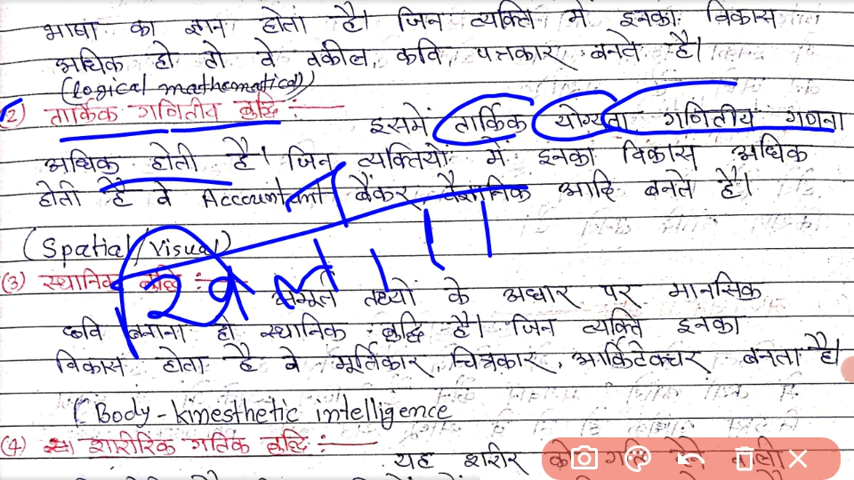 भाषा का ज्ञान होता है। जिन व्यक्ति में इनका विकास
अधिक हो तो वे वकील, कवि, पत्रकार, बनते है।
(logical mathematical)
(2) तार्किक गणितीय बुद्धि :—
इसमें तार्किक योग्यता गणितीय गणना
अधिक होती है। जिन व्यक्तियों में इनका विकास अधिक
होती है वे Accountant बैंकर, वैज्ञानिक आदि बनते है।
(Spatial/Visual)
(3) स्थानिक बुद्धि :—
तथ्यों के अधार पर मानसिक
छवि बनाना ही स्थानिक बुद्धि है। जिन व्यक्ति इनका
विकास होता है वे मूर्तिकार, चित्रकार, आर्किटेक्चर बनता है।
(Body-kinesthetic intelligence
(4) शारीरिक गतिक बुद्धि :—
यह शरीर को गति देने वाली